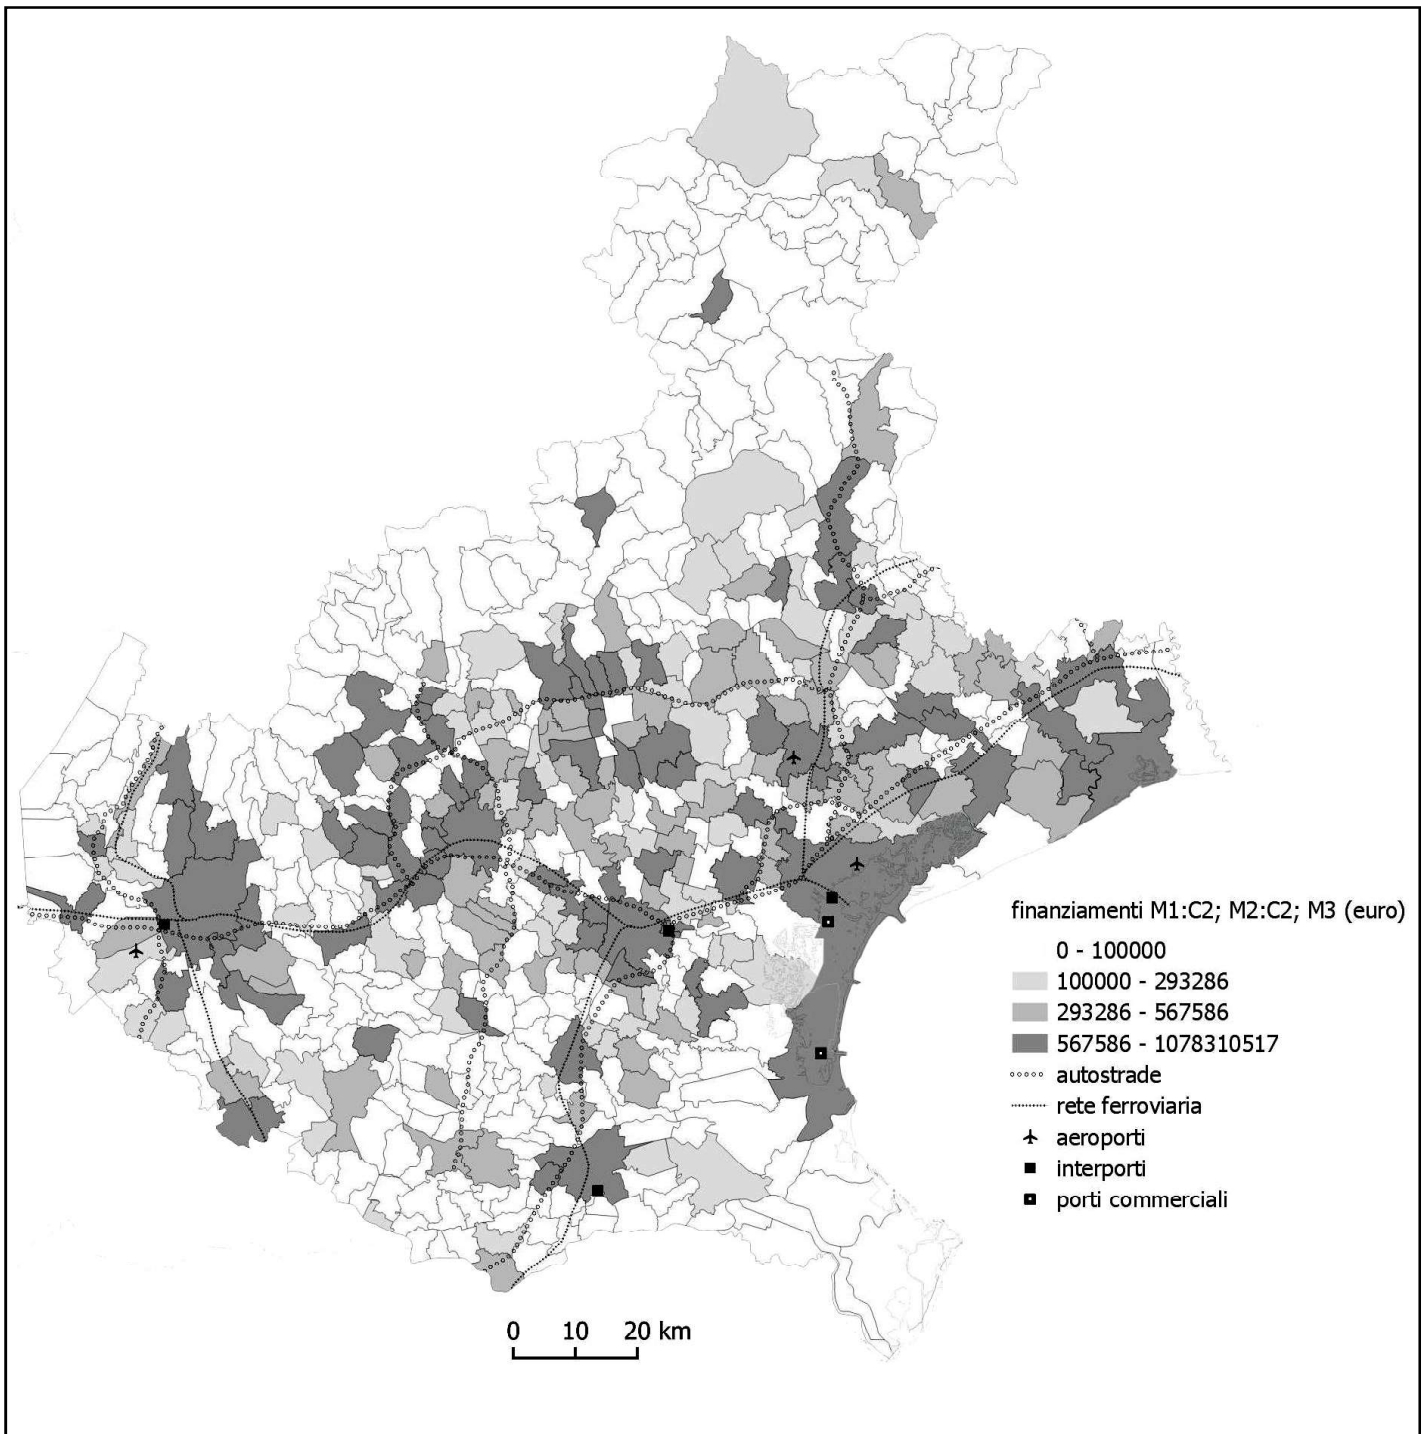 finanziamenti M1:C2; M2:C2; M3 (euro)
0 - 100000
100000 - 293286
293286 - 567586
567586 - 1078310517
autostrade
rete ferroviaria
aeroporti
interporti
porti commerciali
0 10 20 km